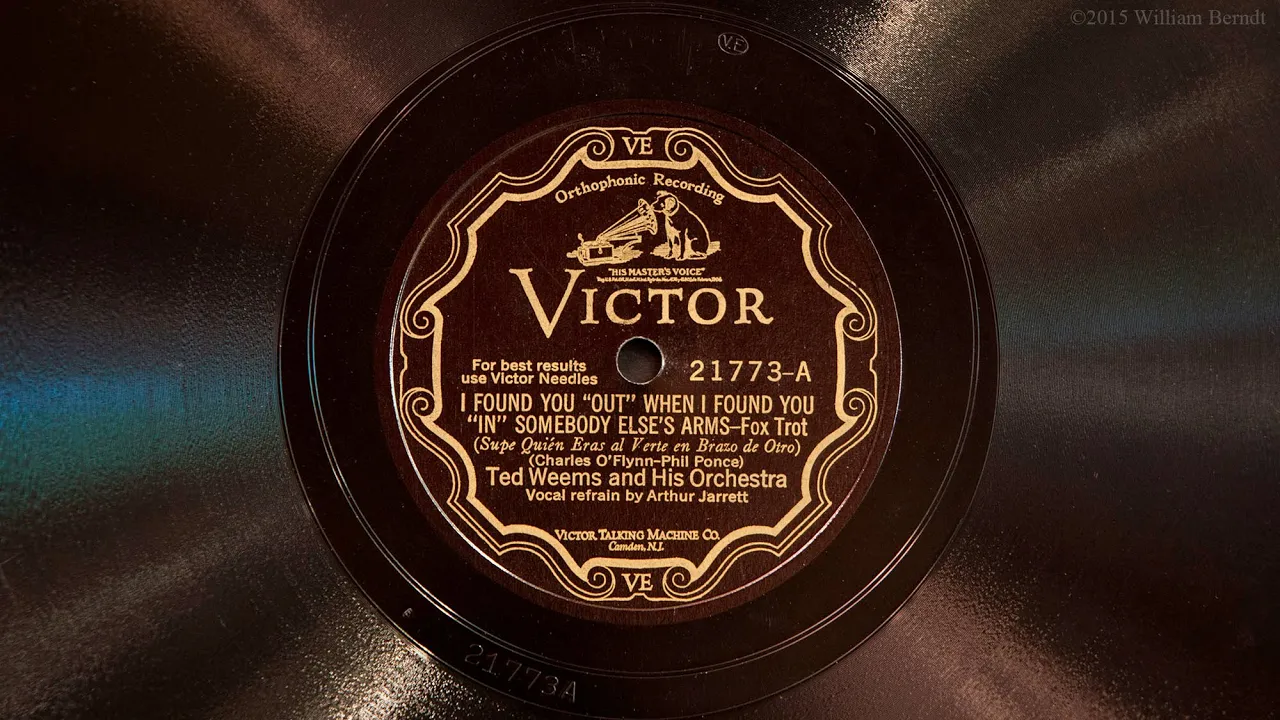 ©2015 William Berndt
VE
VE
Orthophonic Recording
"HIS MASTER'S VOICE"
VICTOR
For best results
use Victor Needles
21773-A
I FOUND YOU "OUT" WHEN I FOUND YOU
"IN" SOMEBODY ELSE'S ARMS–Fox Trot
(Supe Quién Eras al Verte en Brazo de Otro)
(Charles O'Flynn–Phil Ponce)
Ted Weems and His Orchestra
Vocal refrain by Arthur Jarrett
VICTOR TALKING MACHINE CO.
Camden, N.J.
VE
21773A